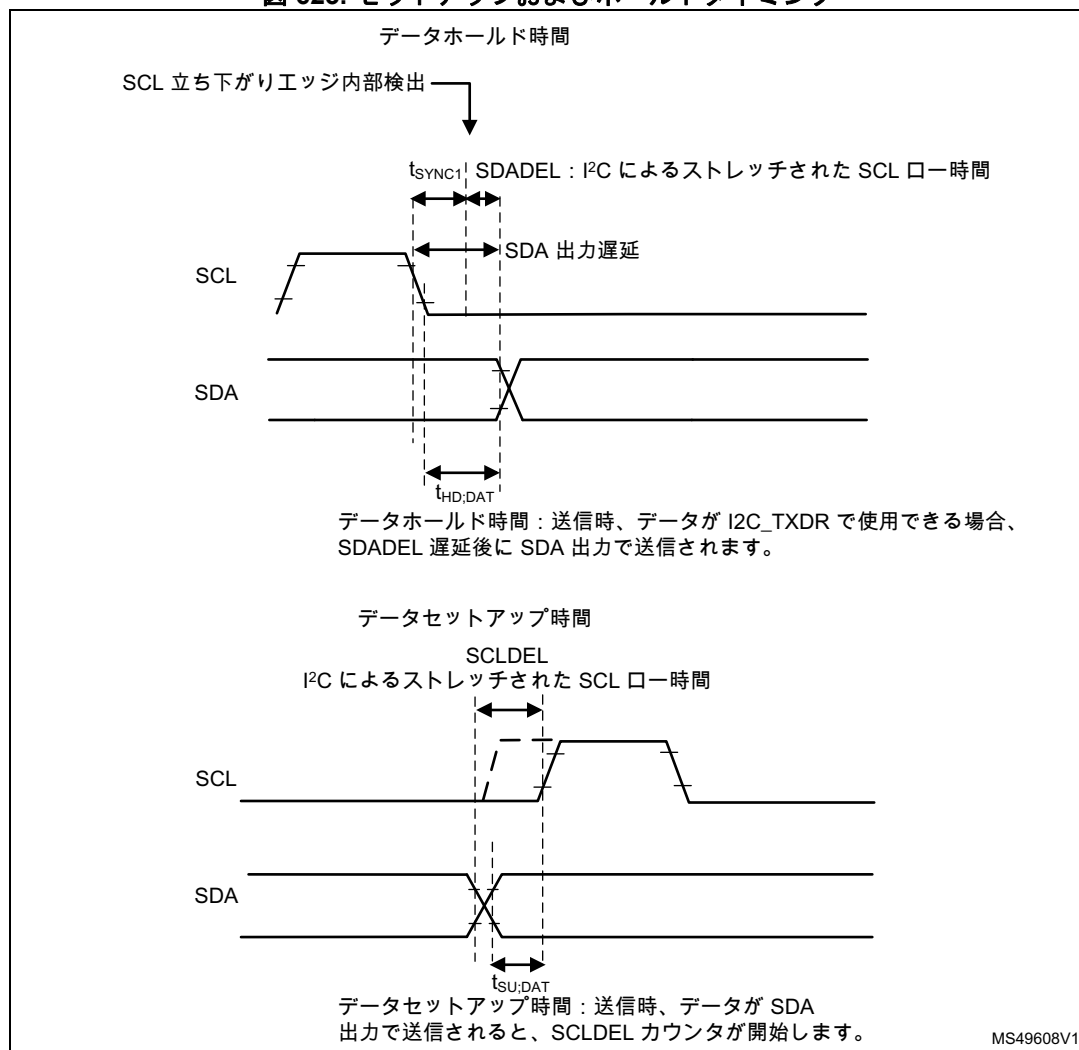 データホールド時間
SCL 立ち下がりエッジ内部検出
tSYNC1 SDADEL：I²C によるストレッチされた SCL ロー時間
SDA 出力遅延
SCL
SDA
tHD;DAT
データホールド時間：送信時、データが I2C_TXDR で使用できる場合、
SDADEL 遅延後に SDA 出力で送信されます。
データセットアップ時間
SCLDEL
I²C によるストレッチされた SCL ロー時間
SCL
SDA
tSU;DAT
データセットアップ時間：送信時、データが SDA
出力で送信されると、SCLDEL カウンタが開始します。
MS49608V1